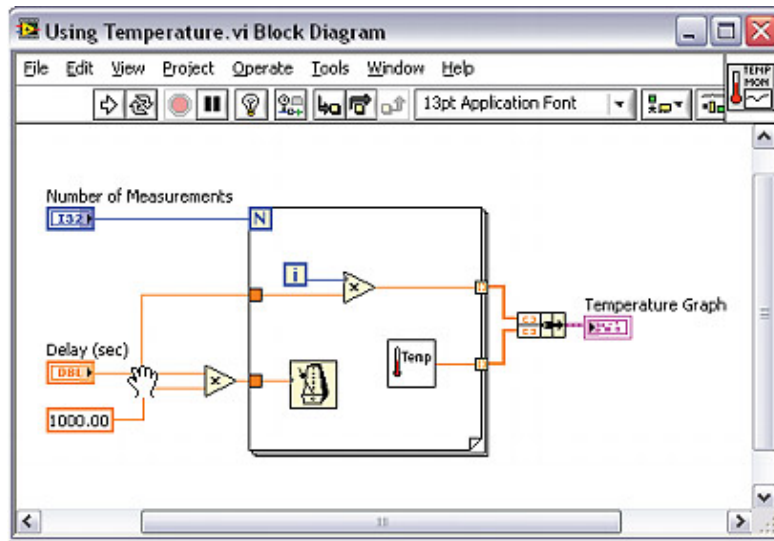 Using Temperature.vi Block Diagram
File Edit View Project Operate Tools Window Help
TEMP
MON
13pt Application Font
Number of Measurements
I32
N
i
x
Temperature Graph
Delay (sec)
DBL
x
Temp
1000.00